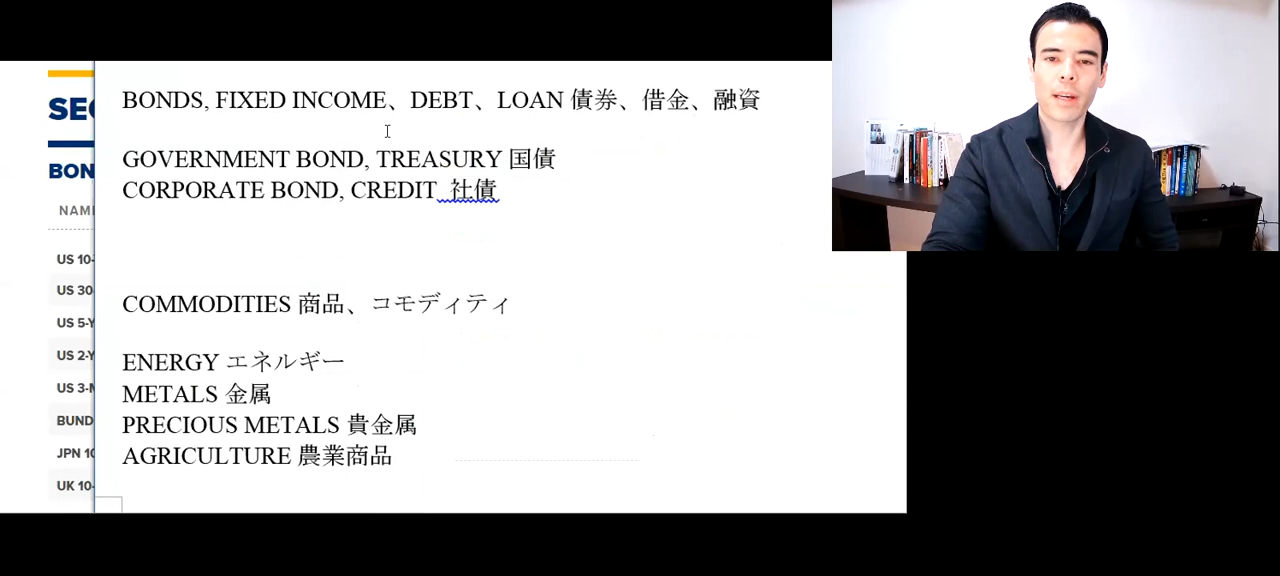 BONDS, FIXED INCOME、DEBT、LOAN 債券、借金、融資
GOVERNMENT BOND, TREASURY 国債
CORPORATE BOND, CREDIT 社債
COMMODITIES 商品、コモディティ
ENERGY エネルギー
METALS 金属
PRECIOUS METALS 貴金属
AGRICULTURE 農業商品
BON
NAM
US 10-
US 30
US 5-Y
US 2-Y
US 3-M
BUND
JPN 10
UK 10-